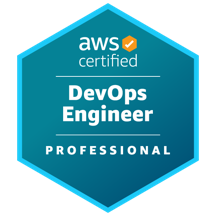 aws
certified
DevOps
Engineer
PROFESSIONAL